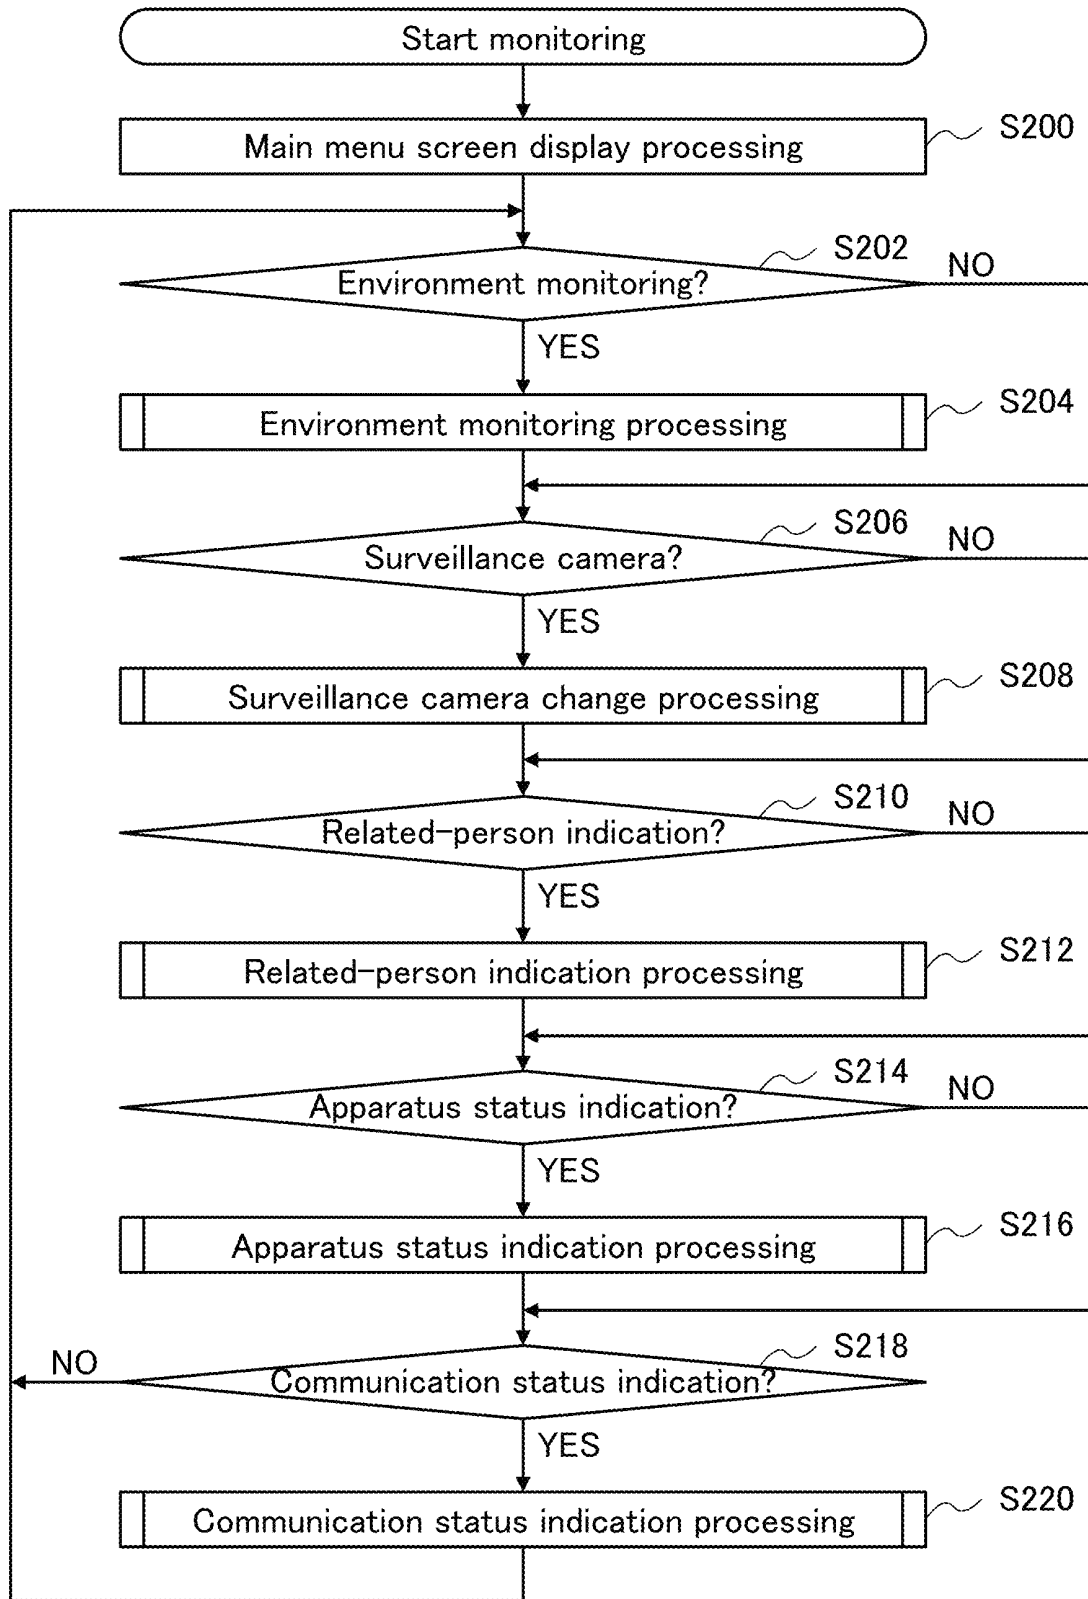 Start monitoring
Main menu screen display processing
S200
S202
Environment monitoring?
NO
YES
Environment monitoring processing
S204
S206
Surveillance camera?
NO
YES
Surveillance camera change processing
S208
S210
Related-person indication?
NO
YES
Related-person indication processing
S212
S214
Apparatus status indication?
NO
YES
Apparatus status indication processing
S216
S218
NO
Communication status indication?
YES
Communication status indication processing
S220